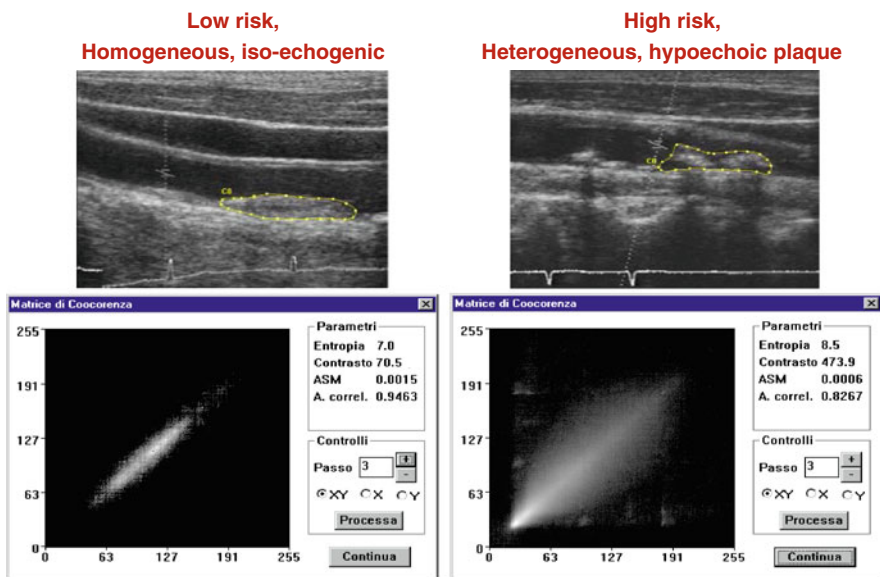 Low risk,
Homogeneous, iso-echogenic
High risk,
Heterogeneous, hypoechoic plaque
C8
C8
Matrice di Coocorenza
255
191
127
63
0
0 63 127 191 255
Parametri
Entropia 7.0
Contrasto 70.5
ASM 0.0015
A. correl. 0.9463
Controlli
Passo 3
+
-
XY X Y
Processa
Continua
Matrice di Coocorenza
255
191
127
63
0
0 63 127 191 255
Parametri
Entropia 8.5
Contrasto 473.9
ASM 0.0006
A. correl. 0.8267
Controlli
Passo 3
+
-
XY X Y
Processa
Continua